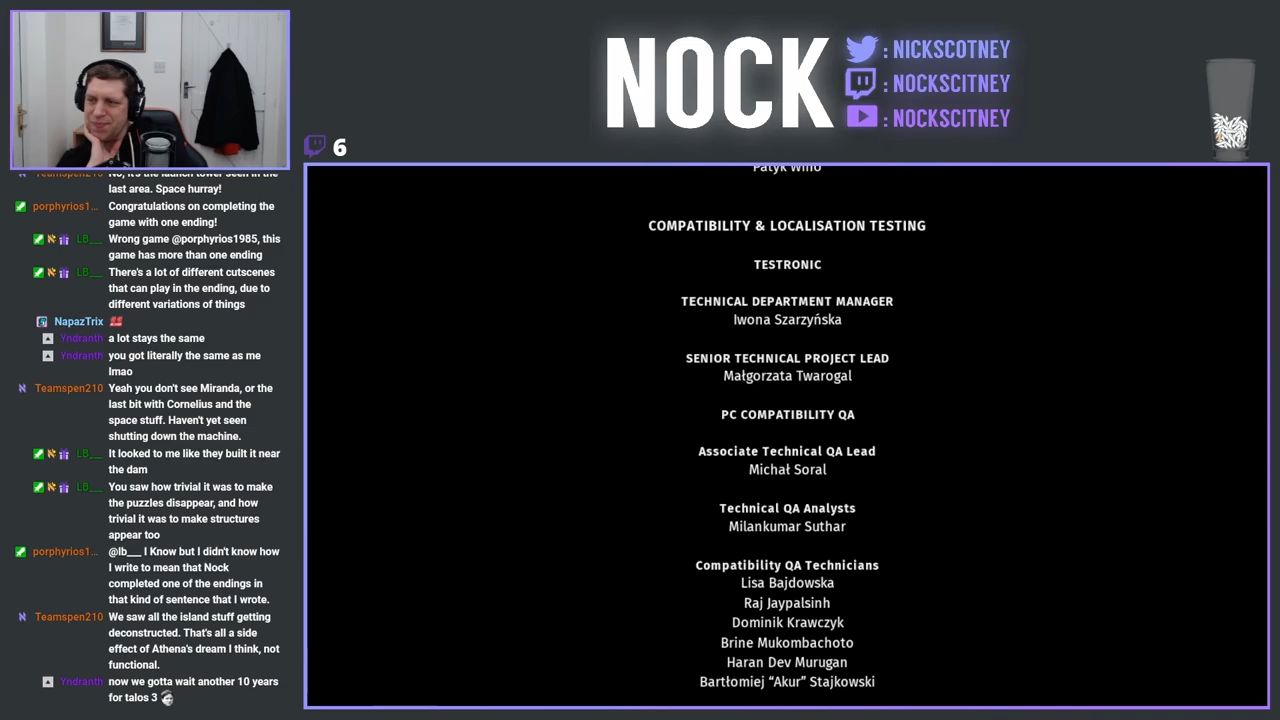 NOCK
: NICKSCOTNEY
: NOCKSCITNEY
: NOCKSCITNEY
6
last area. Space hurray!
porphyrios1... Congratulations on completing the
game with one ending!
LB__ Wrong game @porphyrios1985, this
game has more than one ending
LB__ There's a lot of different cutscenes
that can play in the ending, due to
different variations of things
NapazTrix
Yndranth a lot stays the same
Yndranth you got literally the same as me
lmao
Teamspen210 Yeah you don't see Miranda, or the
last bit with Cornelius and the
space stuff. Haven't yet seen
shutting down the machine.
LB__ It looked to me like they built it near
the dam
LB__ You saw how trivial it was to make
the puzzles disappear, and how
trivial it was to make structures
appear too
porphyrios1... @lb__ I Know but I didn't know how
I write to mean that Nock
completed one of the endings in
that kind of sentence that I wrote.
Teamspen210 We saw all the island stuff getting
deconstructed. That's all a side
effect of Athena's dream I think, not
functional.
Yndranth now we gotta wait another 10 years
for talos 3
COMPATIBILITY & LOCALISATION TESTING
TESTRONIC
TECHNICAL DEPARTMENT MANAGER
Iwona Szarzyńska
SENIOR TECHNICAL PROJECT LEAD
Małgorzata Twarogal
PC COMPATIBILITY QA
Associate Technical QA Lead
Michał Soral
Technical QA Analysts
Milankumar Suthar
Compatibility QA Technicians
Lisa Bajdowska
Raj Jaypalsinh
Dominik Krawczyk
Brine Mukombachoto
Haran Dev Murugan
Bartłomiej “Akur” Stajkowski